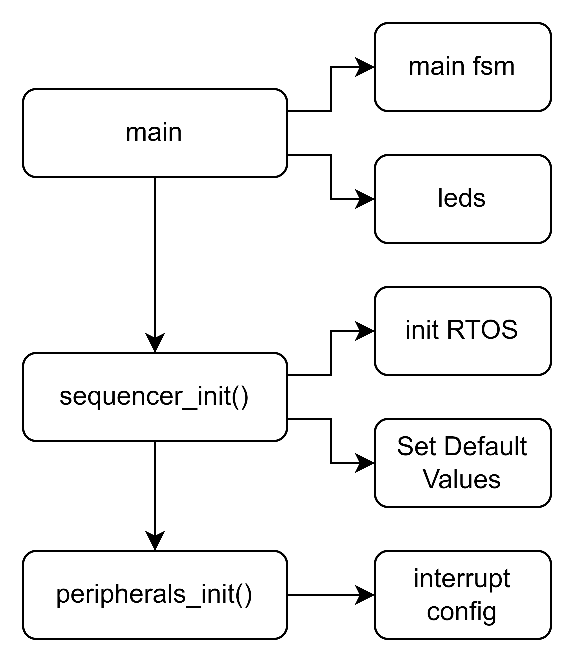 main fsm
main
leds
init RTOS
sequencer_init()
Set Default
Values
peripherals_init()
interrupt
config